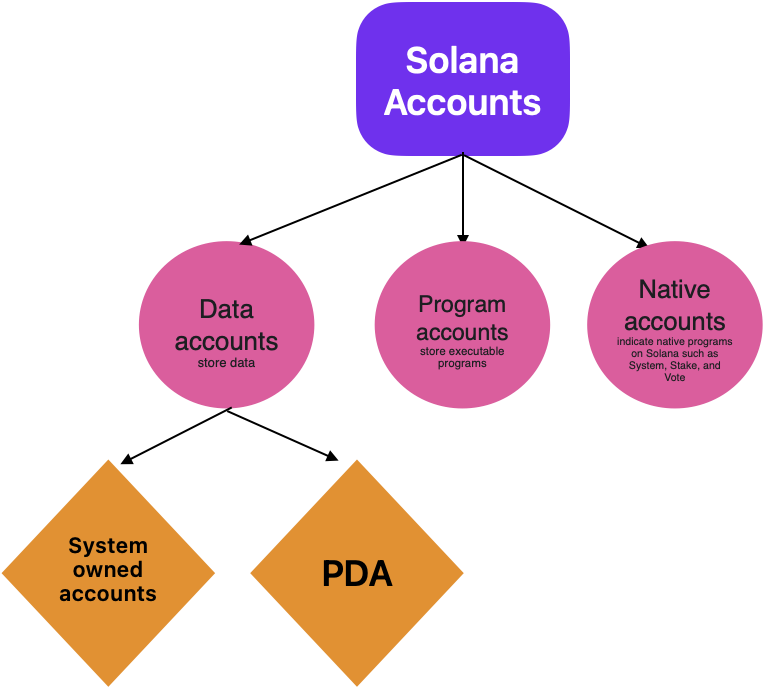 Solana
Accounts
Data
accounts
store data
Program
accounts
store executable
programs
Native
accounts
indicate native programs
on Solana such as
System, Stake, and
Vote
System
owned
accounts
PDA